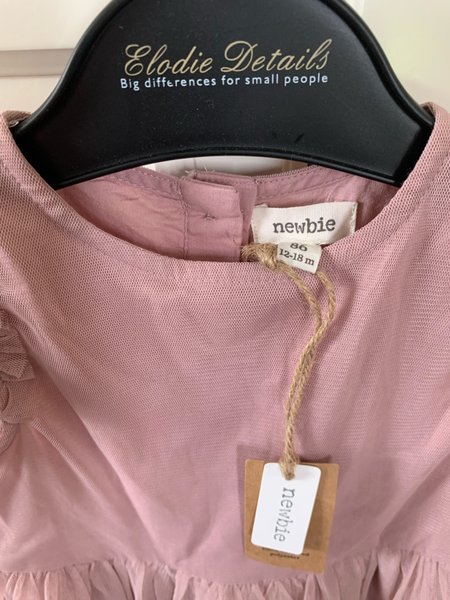 Elodie Details
Big differences for small people
newbie
86
12-18 m
newbie